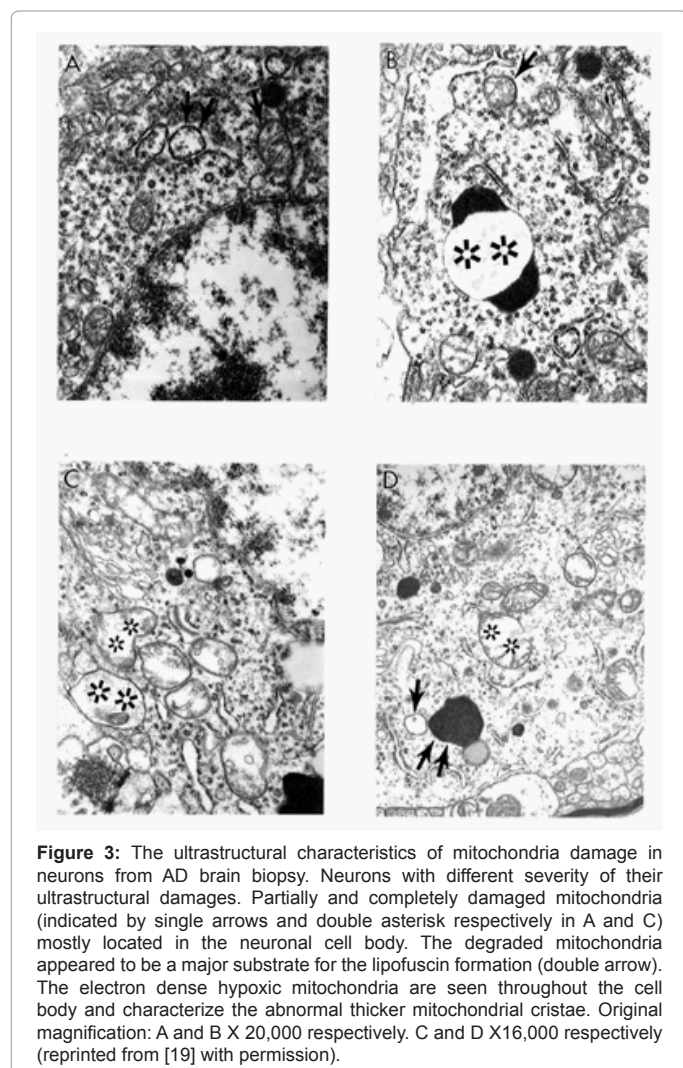 A
B
C
D
Figure 3: The ultrastructural characteristics of mitochondria damage in
neurons from AD brain biopsy. Neurons with different severity of their
ultrastructural damages. Partially and completely damaged mitochondria
(indicated by single arrows and double asterisk respectively in A and C)
mostly located in the neuronal cell body. The degraded mitochondria
appeared to be a major substrate for the lipofuscin formation (double arrow).
The electron dense hypoxic mitochondria are seen throughout the cell
body and characterize the abnormal thicker mitochondrial cristae. Original
magnification: A and B X 20,000 respectively. C and D X16,000 respectively
(reprinted from [19] with permission).